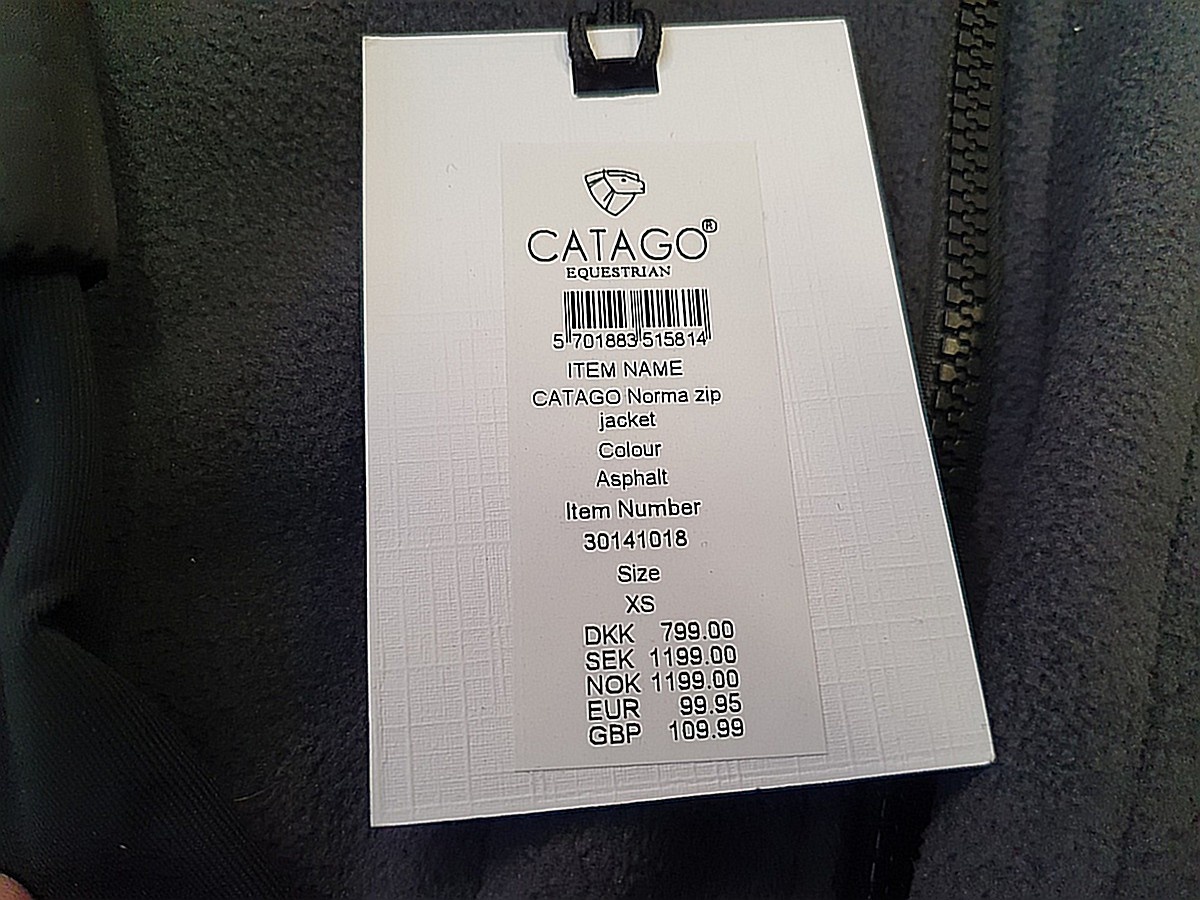 CATAGO®
EQUESTRIAN
5 701883 515814
ITEM NAME
CATAGO Norma zip
jacket
Colour
Asphalt
Item Number
30141018
Size
XS
DKK 799.00
SEK 1199.00
NOK 1199.00
EUR 99.95
GBP 109.99